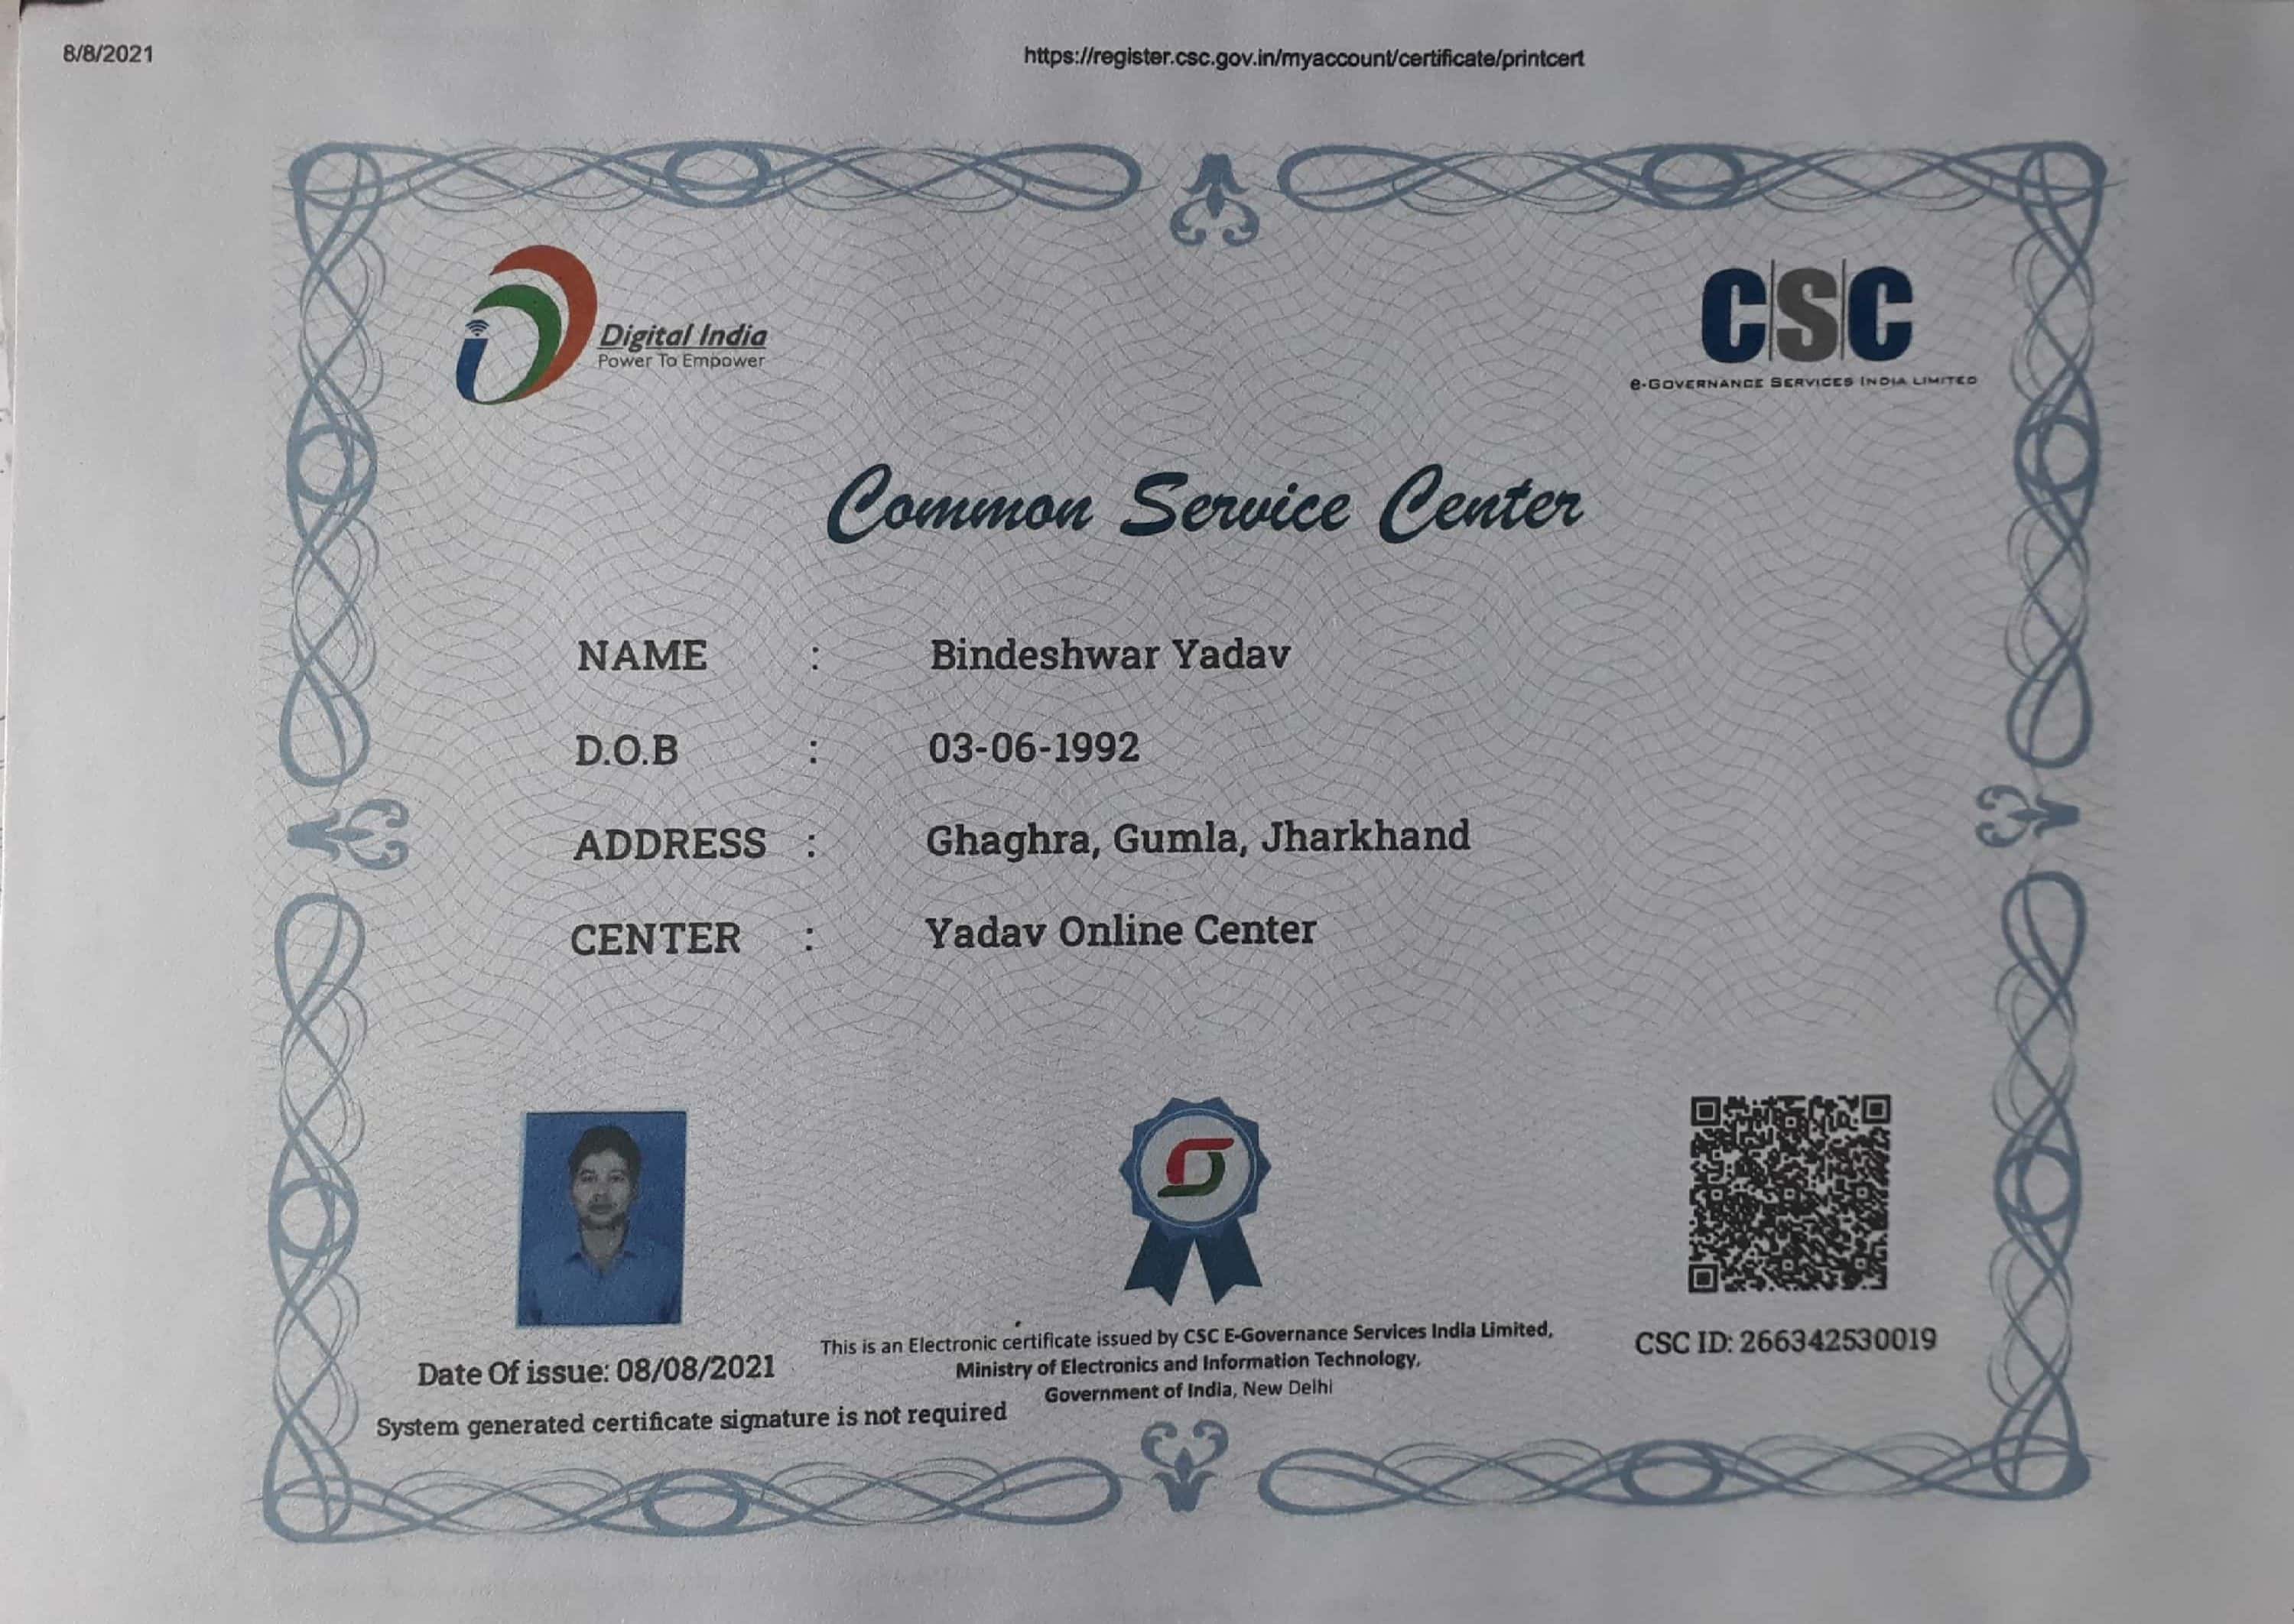 8/8/2021
https://register.csc.gov.in/myaccount/certificate/printcert
Digital India
Power To Empower
CSC
e-Governance Services India Limited
Common Service Center
NAME : Bindeshwar Yadav
D.O.B : 03-06-1992
ADDRESS : Ghaghra, Gumla, Jharkhand
CENTER : Yadav Online Center
This is an Electronic certificate issued by CSC E-Governance Services India Limited,
Ministry of Electronics and Information Technology,
Government of India, New Delhi
CSC ID: 266342530019
Date Of issue: 08/08/2021
System generated certificate signature is not required